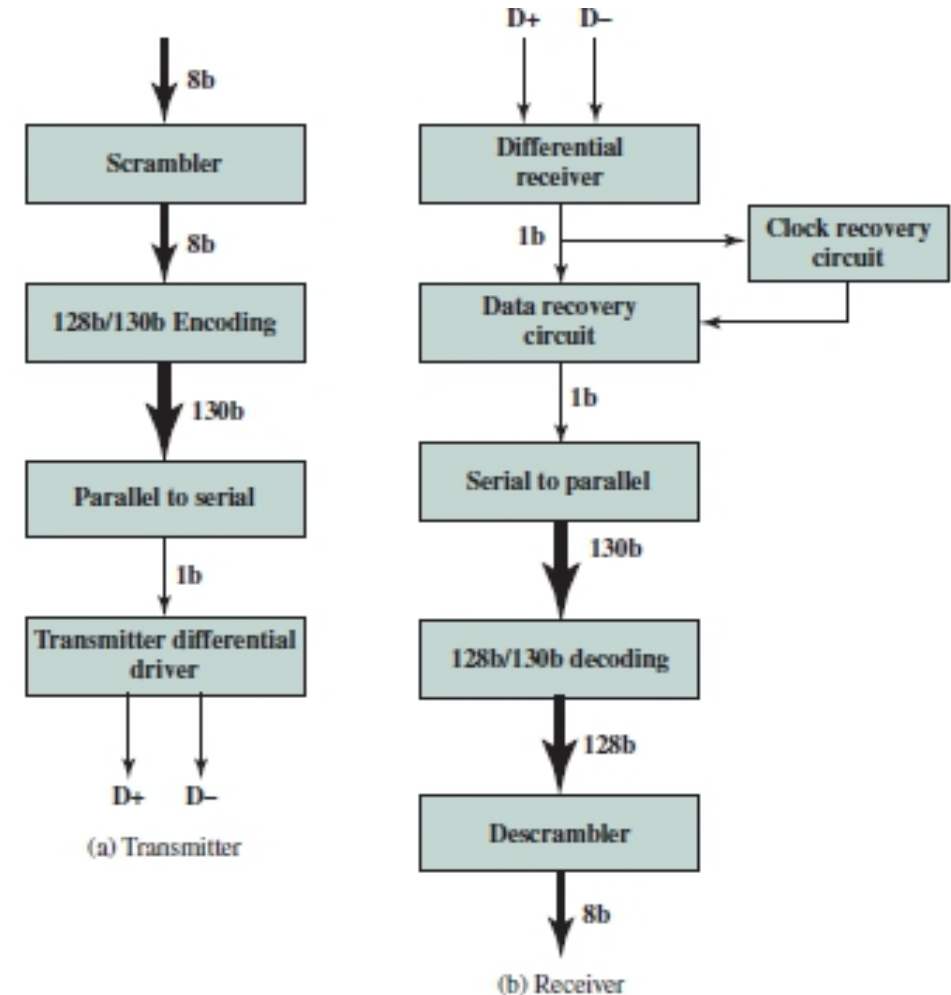 8b
Scrambler
8b
128b/130b Encoding
130b
Parallel to serial
1b
Transmitter differential
driver
D+ D–
(a) Transmitter
D+ D–
Differential
receiver
1b
Clock recovery
circuit
Data recovery
circuit
1b
Serial to parallel
130b
128b/130b decoding
128b
Descrambler
8b
(b) Receiver